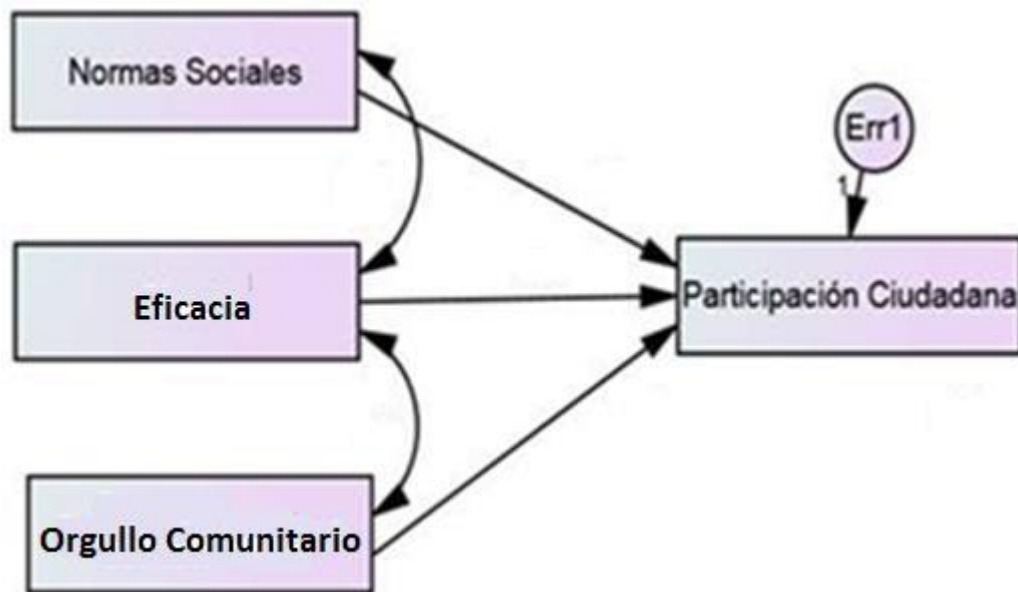 Normas Sociales
Err1
1
Eficacia
Participación Ciudadana
Orgullo Comunitario